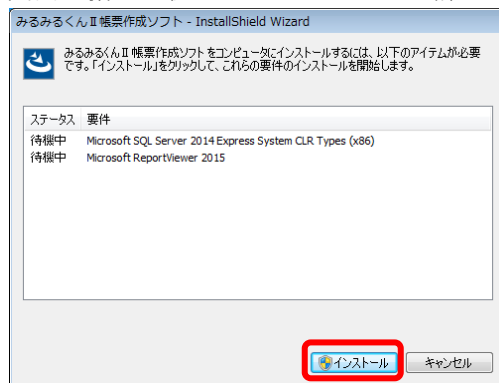 みるみるくんⅡ帳票作成ソフト - InstallShield Wizard
みるみるくんⅡ帳票作成ソフト をコンピュータにインストールするには、以下のアイテムが必要
です。「インストール」をクリックして、これらの要件のインストールを開始します。
ステータス 要件
待機中 Microsoft SQL Server 2014 Express System CLR Types (x86)
待機中 Microsoft ReportViewer 2015
インストール キャンセル